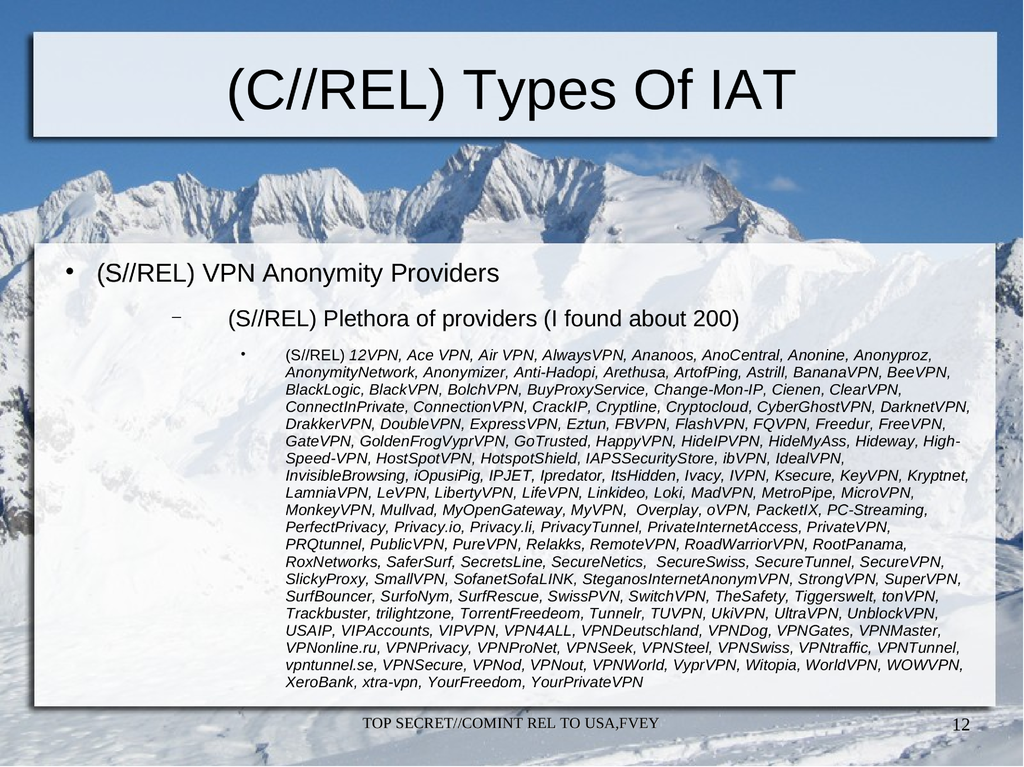 (C//REL) Types Of IAT
• (S//REL) VPN Anonymity Providers
– (S//REL) Plethora of providers (I found about 200)
• (S//REL) 12VPN, Ace VPN, Air VPN, AlwaysVPN, Ananoos, AnoCentral, Anonine, Anonyproz,
AnonymityNetwork, Anonymizer, Anti-Hadopi, Arethusa, ArtofPing, Astrill, BananaVPN, BeeVPN,
BlackLogic, BlackVPN, BolchVPN, BuyProxyService, Change-Mon-IP, Cienen, ClearVPN,
ConnectInPrivate, ConnectionVPN, CrackIP, Cryptline, Cryptocloud, CyberGhostVPN, DarknetVPN,
DrakkerVPN, DoubleVPN, ExpressVPN, Eztun, FBVPN, FlashVPN, FQVPN, Freedur, FreeVPN,
GateVPN, GoldenFrogVyprVPN, GoTrusted, HappyVPN, HideIPVPN, HideMyAss, Hideway, High-
Speed-VPN, HostSpotVPN, HotspotShield, IAPSSecurityStore, ibVPN, IdealVPN,
InvisibleBrowsing, iOpusiPig, IPJET, Ipredator, ItsHidden, Ivacy, IVPN, Ksecure, KeyVPN, Kryptnet,
LamniaVPN, LeVPN, LibertyVPN, LifeVPN, Linkideo, Loki, MadVPN, MetroPipe, MicroVPN,
MonkeyVPN, Mullvad, MyOpenGateway, MyVPN, Overplay, oVPN, PacketIX, PC-Streaming,
PerfectPrivacy, Privacy.io, Privacy.li, PrivacyTunnel, PrivateInternetAccess, PrivateVPN,
PRQtunnel, PublicVPN, PureVPN, Relakks, RemoteVPN, RoadWarriorVPN, RootPanama,
RoxNetworks, SaferSurf, SecretsLine, SecureNetics, SecureSwiss, SecureTunnel, SecureVPN,
SlickyProxy, SmallVPN, SofanetSofaLINK, SteganosInternetAnonymVPN, StrongVPN, SuperVPN,
SurfBouncer, SurfoNym, SurfRescue, SwissPVN, SwitchVPN, TheSafety, Tiggerswelt, tonVPN,
Trackbuster, trilightzone, TorrentFreedeom, Tunnelr, TUVPN, UkiVPN, UltraVPN, UnblockVPN,
USAIP, VIPAccounts, VIPVPN, VPN4ALL, VPNDeutschland, VPNDog, VPNGates, VPNMaster,
VPNonline.ru, VPNPrivacy, VPNProNet, VPNSeek, VPNSteel, VPNSwiss, VPNtraffic, VPNTunnel,
vpntunnel.se, VPNSecure, VPNod, VPNout, VPNWorld, VyprVPN, Witopia, WorldVPN, WOWVPN,
XeroBank, xtra-vpn, YourFreedom, YourPrivateVPN
TOP SECRET//COMINT REL TO USA,FVEY
12